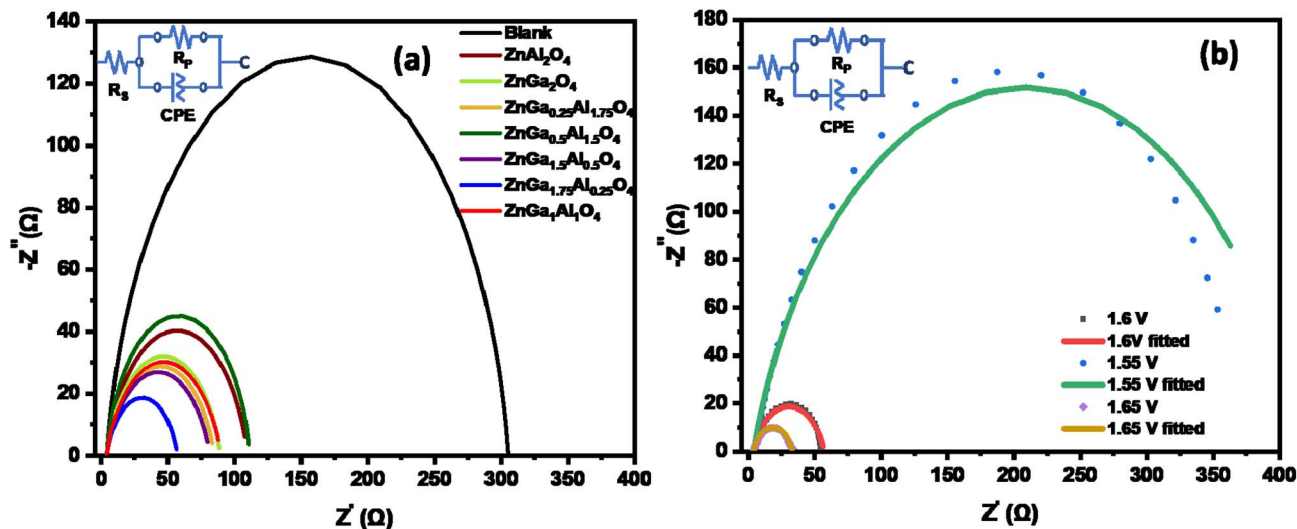 (a)
140
120
100
80
60
40
20
0
-Z'' (Ω)
0 50 100 150 200 250 300 350
Z' (Ω)
R_S
R_P
CPE
Blank
ZnAl₂O₄
ZnGa₂O₄
ZnGa₀.₂₅Al₁.₇₅O₄
ZnGa₀.₅Al₁.₅O₄
ZnGa₁.₅Al₀.₅O₄
ZnGa₁.₇₅Al₀.₂₅O₄
ZnGa₁Al₁O₄
(b)
180
160
140
120
100
80
60
40
20
0
-Z'' (Ω)
0 50 100 150 200 250 300 350 400
Z' (Ω)
R_S
R_P
CPE
1.6 V
1.6V fitted
1.55 V
1.55 V fitted
1.65 V
1.65 V fitted